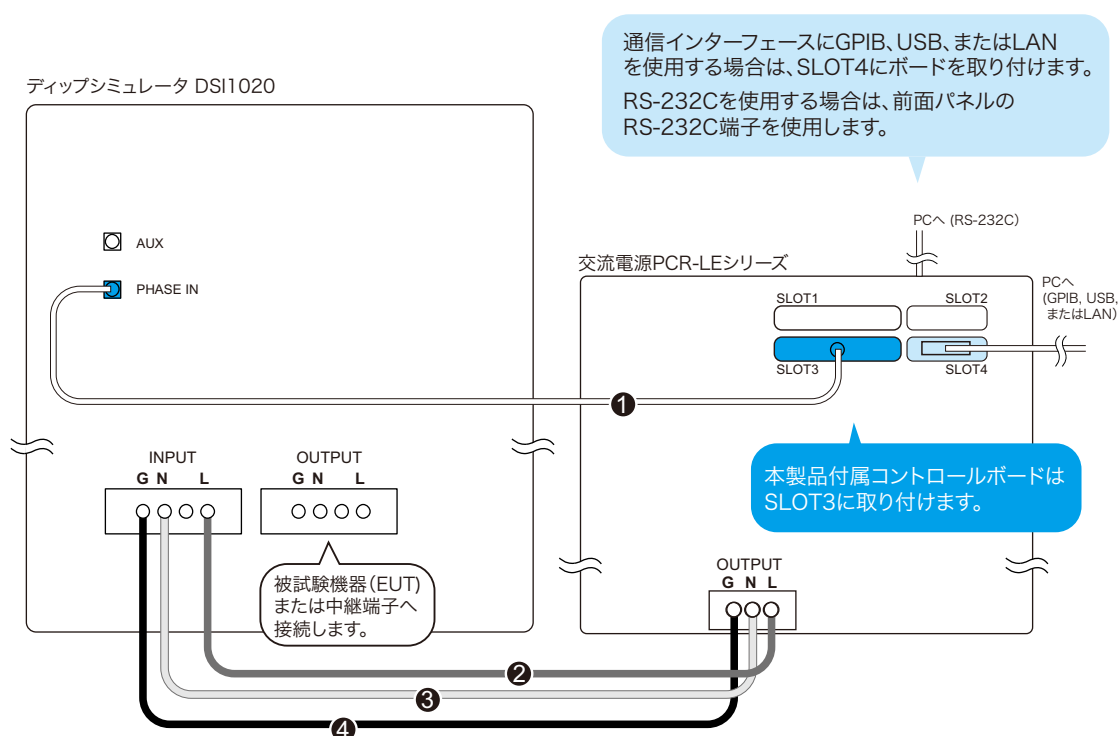 通信インターフェースにGPIB、USB、またはLAN
を使用する場合は、SLOT4にボードを取り付けます。
RS-232Cを使用する場合は、前面パネルの
RS-232C端子を使用します。
ディップシミュレータ DSI1020
AUX
PHASE IN
PCへ (RS-232C)
交流電源PCR-LEシリーズ
PCへ
(GPIB, USB,
またはLAN)
SLOT1
SLOT2
SLOT3
SLOT4
❶
本製品付属コントロールボードは
SLOT3に取り付けます。
INPUT
G N L
OUTPUT
G N L
被試験機器(EUT)
または中継端子へ
接続します。
OUTPUT
G N L
❷
❸
❹